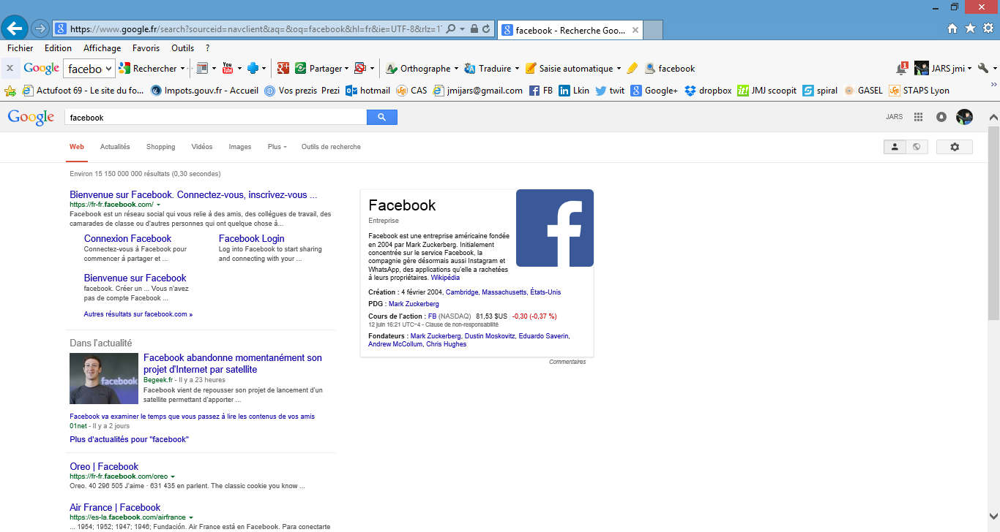 https://www.google.fr/search?sourceid=navclient&aq=&oq=facebook&hl=fr&ie=UTF-8&rlz=1
facebook - Recherche Goo...
Fichier Edition Affichage Favoris Outils ?
Google facebo Rechercher Partager Orthographe Traduire Saisie automatique facebook 1 JARS jmi
Actufoot 69 - Le site du fo... Impots.gouv.fr - Accueil Vos prezis Prezi hotmail CAS jmijars@gmail.com FB Lkin twit Google+ dropbox JMJ scoopit spiral GASEL STAPS Lyon
Google facebook JARS
Web Actualités Shopping Vidéos Images Plus Outils de recherche
Environ 15 150 000 000 résultats (0,30 secondes)
Bienvenue sur Facebook. Connectez-vous, inscrivez-vous ...
https://fr-fr.facebook.com/
Facebook est un réseau social qui vous relie à des amis, des collègues de travail, des
camarades de classe ou d'autres personnes qui ont quelque chose à...
Connexion Facebook
Connectez-vous à Facebook pour
commencer à partager et ...
Facebook Login
Log into Facebook to start sharing
and connecting with your ...
Bienvenue sur Facebook
facebook. Créer un ... Vous n'avez
pas de compte Facebook ...
Autres résultats sur facebook.com »
Dans l'actualité
Facebook abandonne momentanément son
projet d'Internet par satellite
Begeek.fr - Il y a 23 heures
Facebook vient de repousser son projet de lancement d'un
satellite permettant d'apporter ...
facebook
Facebook va examiner le temps que vous passez à lire les contenus de vos amis
01net - Il y a 2 jours
Plus d'actualités pour "facebook"
Oreo | Facebook
https://fr-fr.facebook.com/oreo
Oreo. 40 296 505 J'aime · 631 435 en parlent. The classic cookie you know ...
Air France | Facebook
https://es-la.facebook.com/airfrance
... 1954; 1952; 1947; 1946; Fundación. Air France está en Facebook. Para conectarte
Facebook
Entreprise
Facebook est une entreprise américaine fondée
en 2004 par Mark Zuckerberg. Initialement
concentrée sur le service Facebook, la
compagnie gère désormais aussi Instagram et
WhatsApp, des applications qu'elle a rachetées
à leurs propriétaires. Wikipédia
Création : 4 février 2004, Cambridge, Massachusetts, États-Unis
PDG : Mark Zuckerberg
Cours de l'action : FB (NASDAQ) 81,53 $US -0,30 (-0,37 %)
12 juin 16:21 UTC−4 - Clause de non-responsabilité
Fondateurs : Mark Zuckerberg, Dustin Moskovitz, Eduardo Saverin,
Andrew McCollum, Chris Hughes
Commentaires